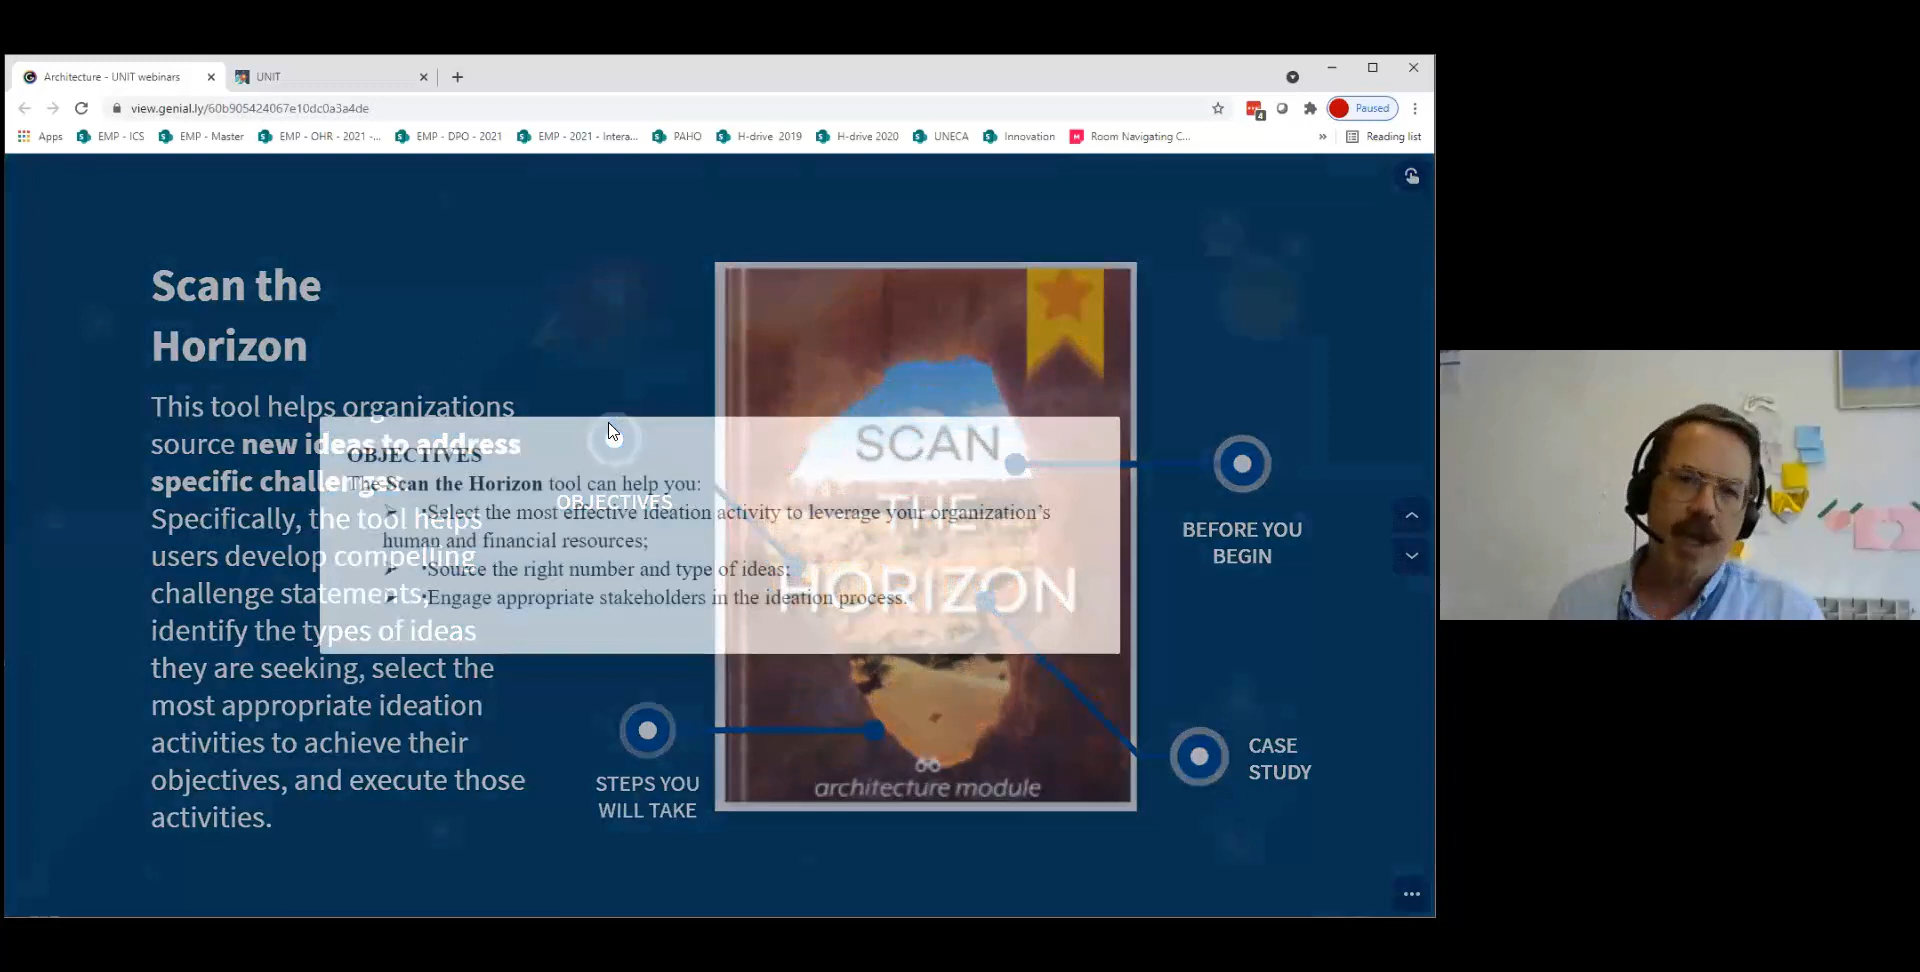 Architecture - UNIT webinars
UNIT
view.genial.ly/60b905424067e10dc0a3a4de
4
Paused
Apps
EMP - ICS
EMP - Master
EMP - OHR - 2021 -...
EMP - DPO - 2021
EMP - 2021 - Intera...
PAHO
H-drive 2019
H-drive 2020
UNECA
Innovation
Room Navigating C...
»
Reading list
Scan the
Horizon
This tool helps organizations
source new ideas to address
specific challenges.
Specifically, the tool helps
users develop compelling
challenge statements,
identify the types of ideas
they are seeking, select the
most appropriate ideation
activities to achieve their
objectives, and execute those
activities.
OBJECTIVES
The Scan the Horizon tool can help you:
➢ •Select the most effective ideation activity to leverage your organization’s
human and financial resources;
➢ •Source the right number and type of ideas;
➢ •Engage appropriate stakeholders in the ideation process.
OBJECTIVES
STEPS YOU
WILL TAKE
SCAN
THE
HORIZON
architecture module
BEFORE YOU
BEGIN
CASE
STUDY